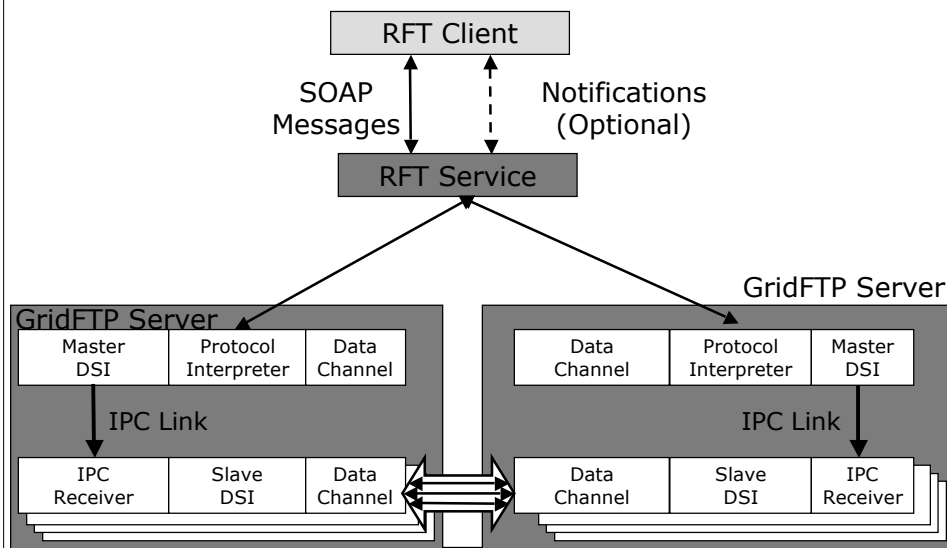 RFT Client
SOAP
Messages
Notifications
(Optional)
RFT Service
GridFTP Server
GridFTP Server
Master
DSI
Protocol
Interpreter
Data
Channel
Data
Channel
Protocol
Interpreter
Master
DSI
IPC Link
IPC Link
IPC
Receiver
Slave
DSI
Data
Channel
Data
Channel
Slave
DSI
IPC
Receiver